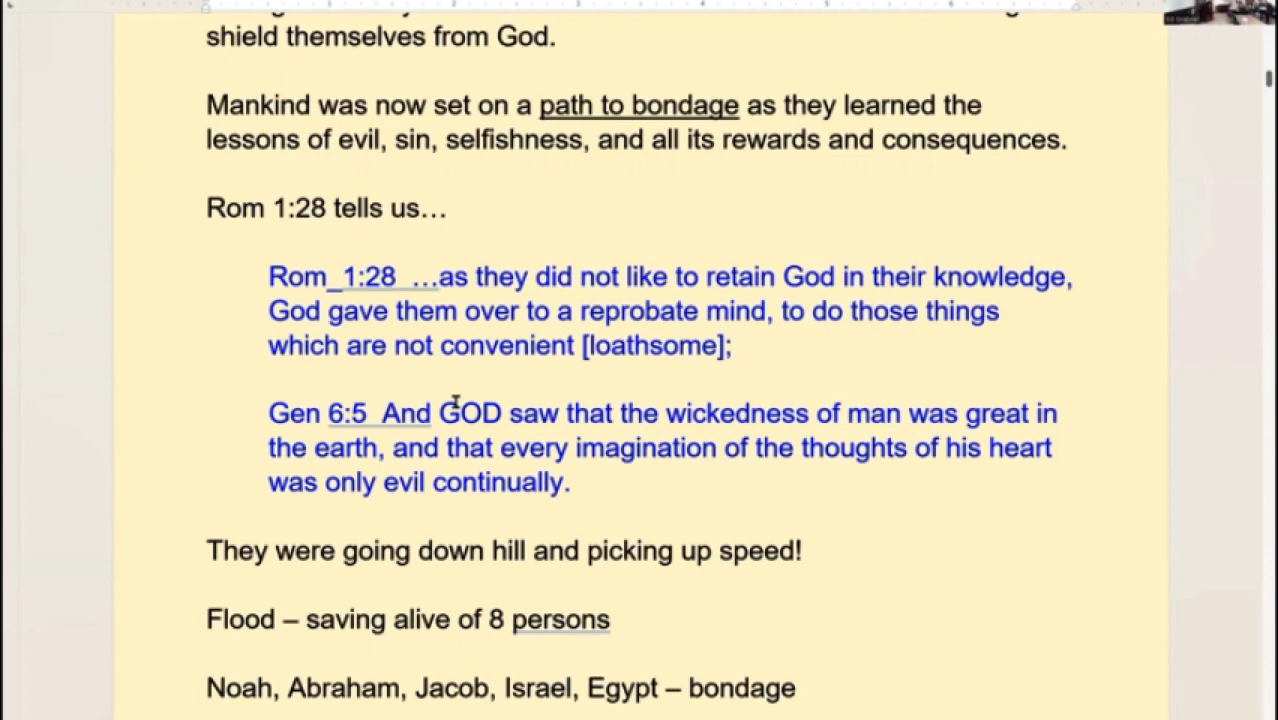 shield themselves from God.
Mankind was now set on a path to bondage as they learned the
lessons of evil, sin, selfishness, and all its rewards and consequences.
Rom 1:28 tells us…
Rom_1:28 …as they did not like to retain God in their knowledge,
God gave them over to a reprobate mind, to do those things
which are not convenient [loathsome];
Gen 6:5 And GOD saw that the wickedness of man was great in
the earth, and that every imagination of the thoughts of his heart
was only evil continually.
They were going down hill and picking up speed!
Flood – saving alive of 8 persons
Noah, Abraham, Jacob, Israel, Egypt – bondage